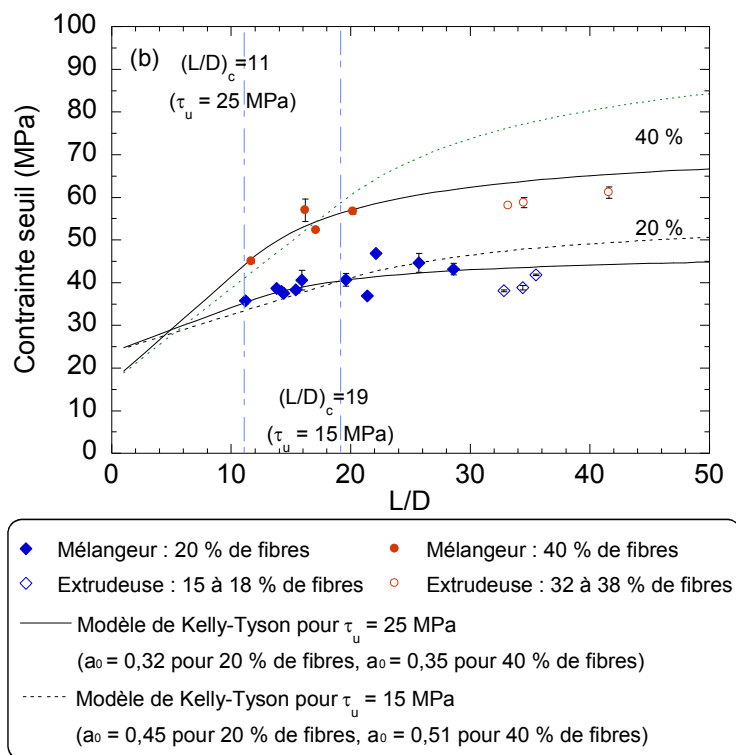 (b)
(L/D)c=11
(τu = 25 MPa)
40 %
20 %
(L/D)c=19
(τu = 15 MPa)
Contrainte seuil (MPa)
100
90
80
70
60
50
40
30
20
10
0
0 10 20 30 40 50
L/D
Mélangeur : 20 % de fibres
Mélangeur : 40 % de fibres
Extrudeuse : 15 à 18 % de fibres
Extrudeuse : 32 à 38 % de fibres
Modèle de Kelly-Tyson pour τu = 25 MPa
(a0 = 0,32 pour 20 % de fibres, a0 = 0,35 pour 40 % de fibres)
Modèle de Kelly-Tyson pour τu = 15 MPa
(a0 = 0,45 pour 20 % de fibres, a0 = 0,51 pour 40 % de fibres)